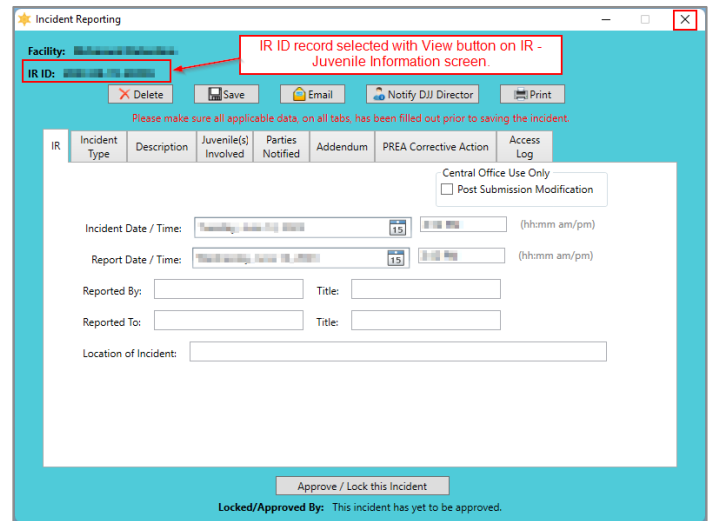 Incident Reporting
Facility:
IR ID record selected with View button on IR -
Juvenile Information screen.
IR ID:
Delete Save Email Notify DJJ Director Print
Please make sure all applicable data, on all tabs, has been filled out prior to saving the incident.
IR Incident Type Description Juvenile(s) Involved Parties Notified Addendum PREA Corrective Action Access Log
Central Office Use Only
Post Submission Modification
Incident Date / Time: 15 (hh:mm am/pm)
Report Date / Time: 15 (hh:mm am/pm)
Reported By: Title:
Reported To: Title:
Location of Incident:
Approve / Lock this Incident
Locked/Approved By: This incident has yet to be approved.